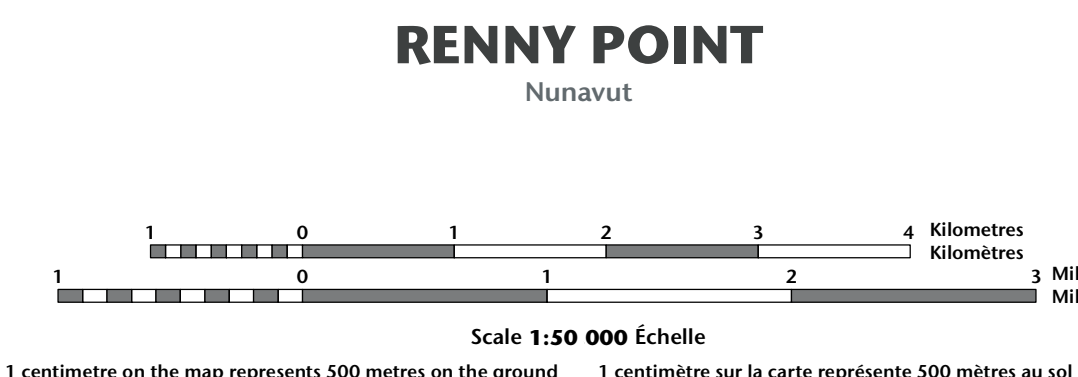 RENNY POINT
Nunavut
1 0 1 2 3 4 Kilometres
Kilomètres
1 0 1 2 3 Mil
Mil
Scale 1:50 000 Échelle
1 centimetre on the map represents 500 metres on the ground 1 centimètre sur la carte représente 500 mètres au sol